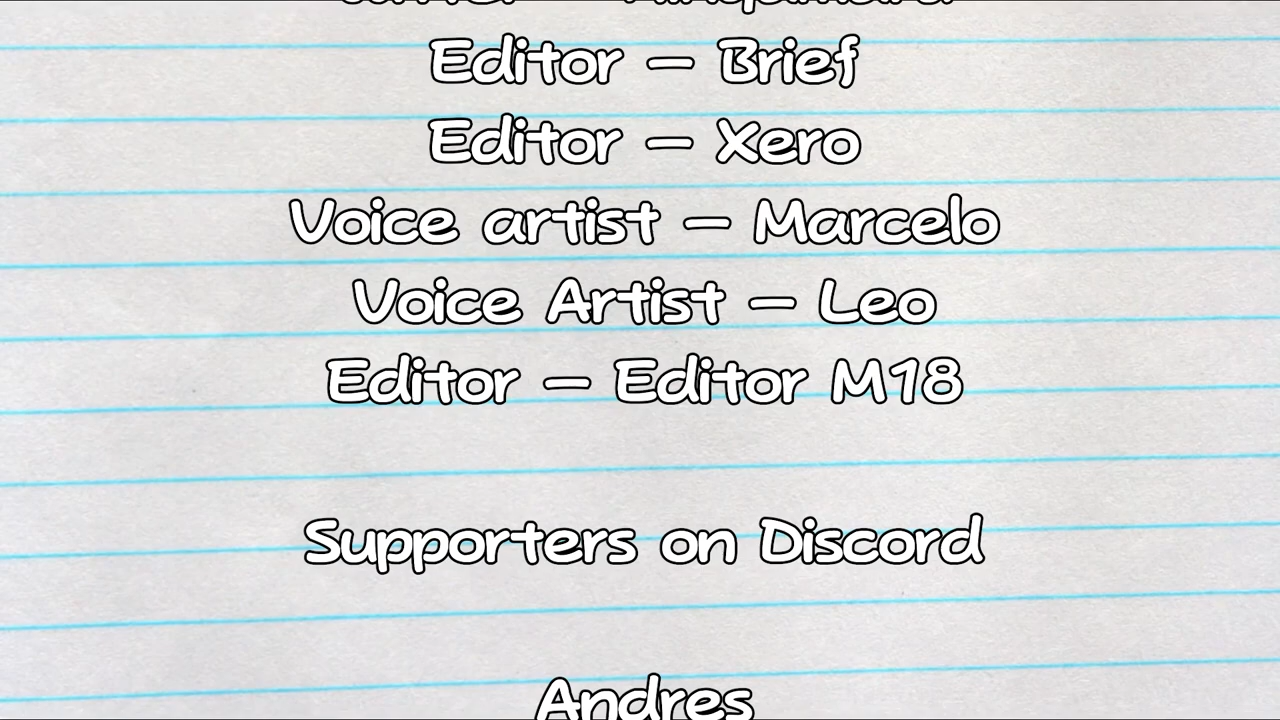 Editor – Brief
Editor – Xero
Voice artist – Marcelo
Voice Artist – Leo
Editor – Editor M18
Supporters on Discord
Andres